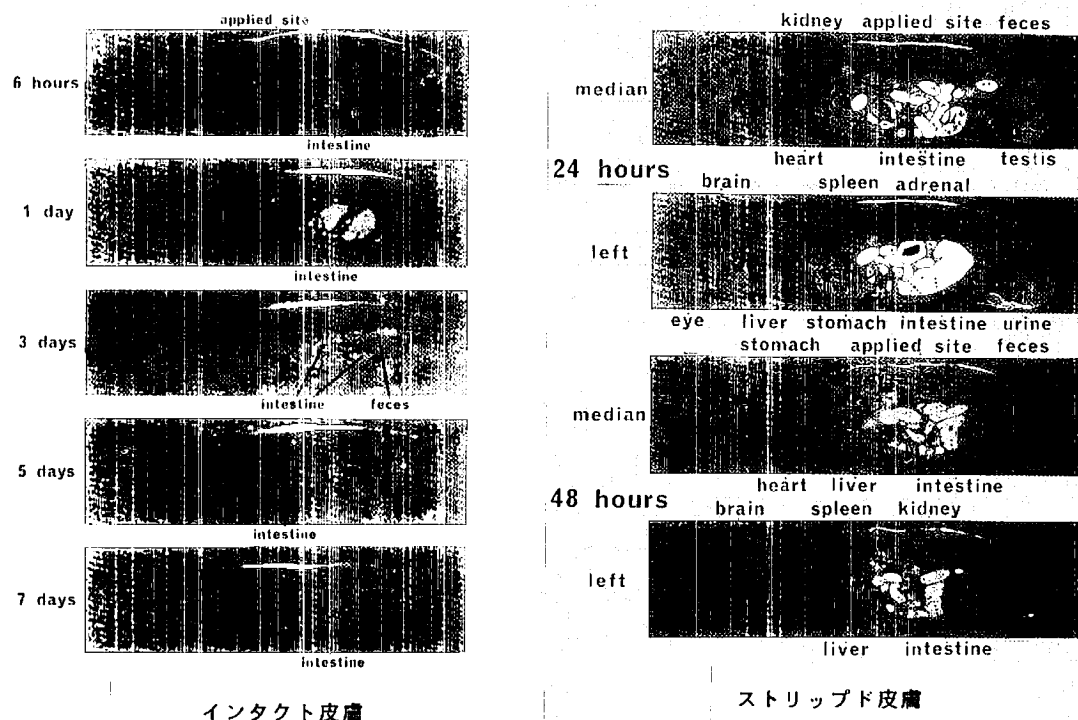 applied site
6 hours
intestine
1 day
intestine
3 days
intestine feces
5 days
intestine
7 days
intestine
インタクト皮膚
kidney applied site feces
median
heart intestine testis
24 hours
brain spleen adrenal
left
eye liver stomach intestine urine
stomach applied site feces
median
heart liver intestine
48 hours
brain spleen kidney
left
liver intestine
ストリップド皮膚